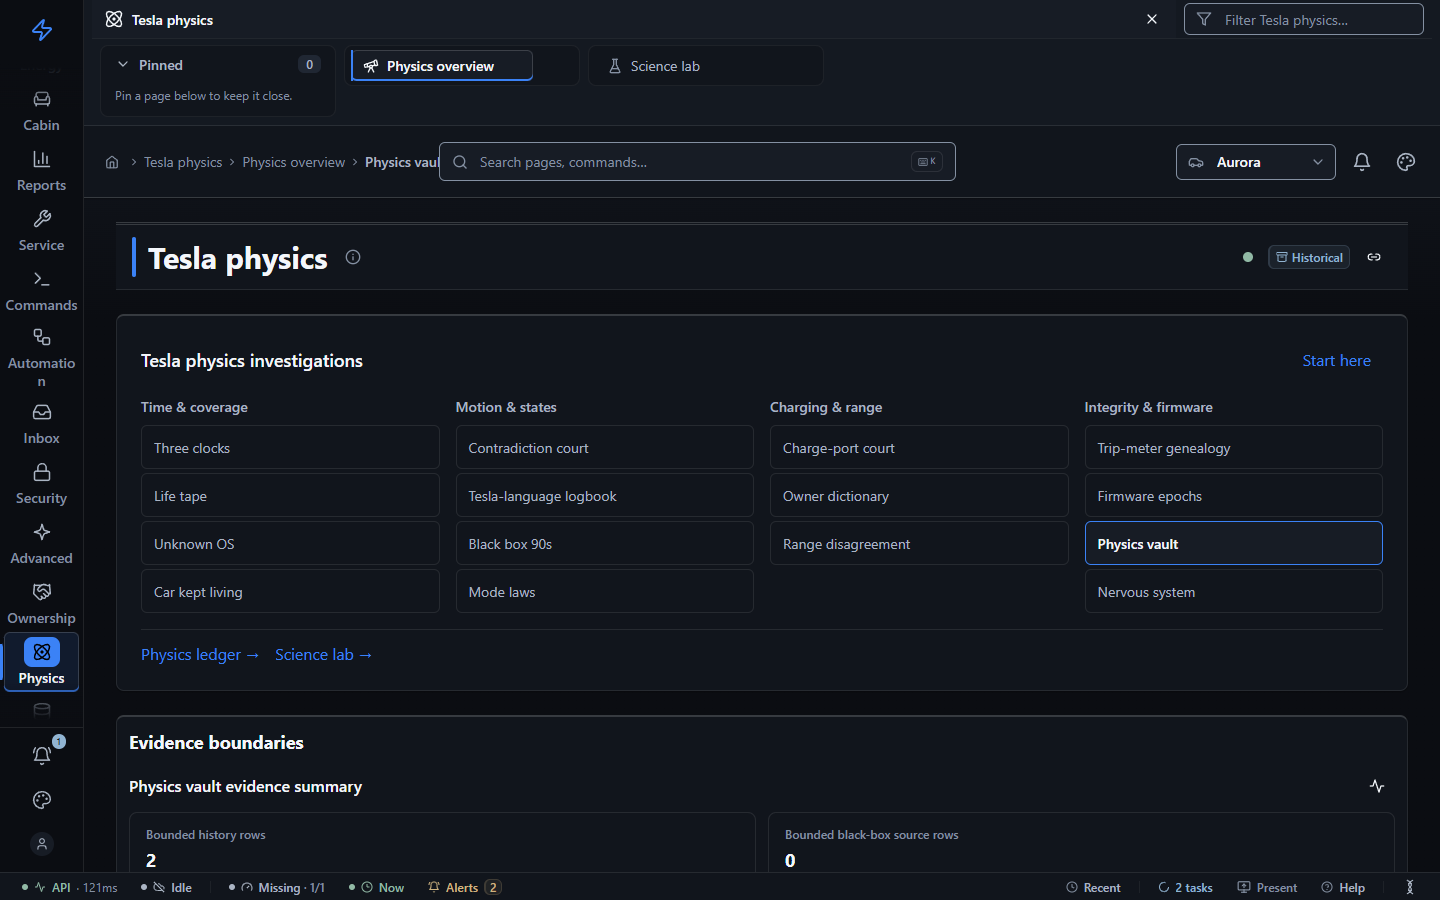 Tesla physics
Filter Tesla physics...
Pinned
0
Pin a page below to keep it close.
Physics overview
Science lab
Cabin
Reports
Service
Commands
Automatio
n
Inbox
Security
Advanced
Ownership
Physics
1
Tesla physics
Physics overview
Physics vaul
Search pages, commands...
K
Aurora
Tesla physics
Historical
Tesla physics investigations
Start here
Time & coverage
Three clocks
Life tape
Unknown OS
Car kept living
Motion & states
Contradiction court
Tesla-language logbook
Black box 90s
Mode laws
Charging & range
Charge-port court
Owner dictionary
Range disagreement
Integrity & firmware
Trip-meter genealogy
Firmware epochs
Physics vault
Nervous system
Physics ledger →
Science lab →
Evidence boundaries
Physics vault evidence summary
Bounded history rows
2
Bounded black-box source rows
0
API · 121ms
Idle
Missing · 1/1
Now
Alerts 2
Recent
2 tasks
Present
Help